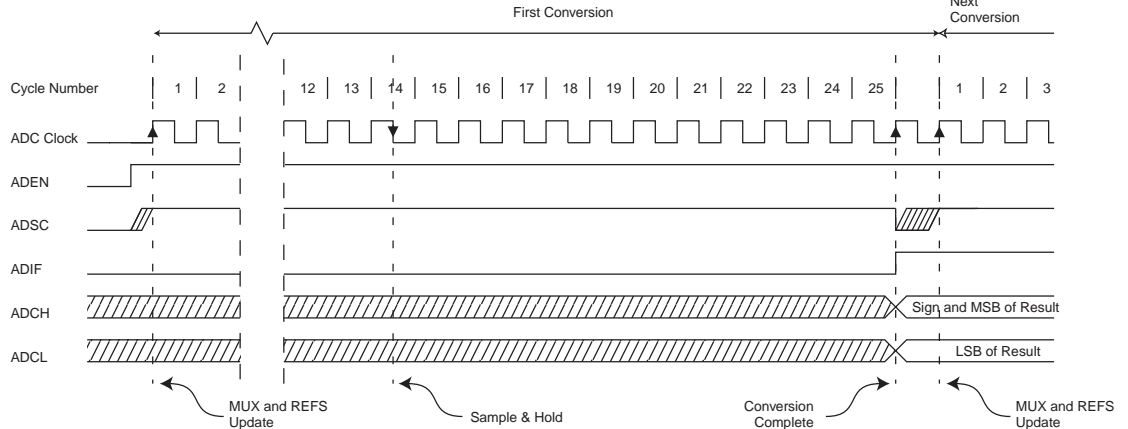 First Conversion
Next
Conversion
Cycle Number 1 2 12 13 14 15 16 17 18 19 20 21 22 23 24 25 1 2 3
ADC Clock
ADEN
ADSC
ADIF
ADCH Sign and MSB of Result
ADCL LSB of Result
MUX and REFS
Update
Sample & Hold
Conversion
Complete
MUX and REFS
Update